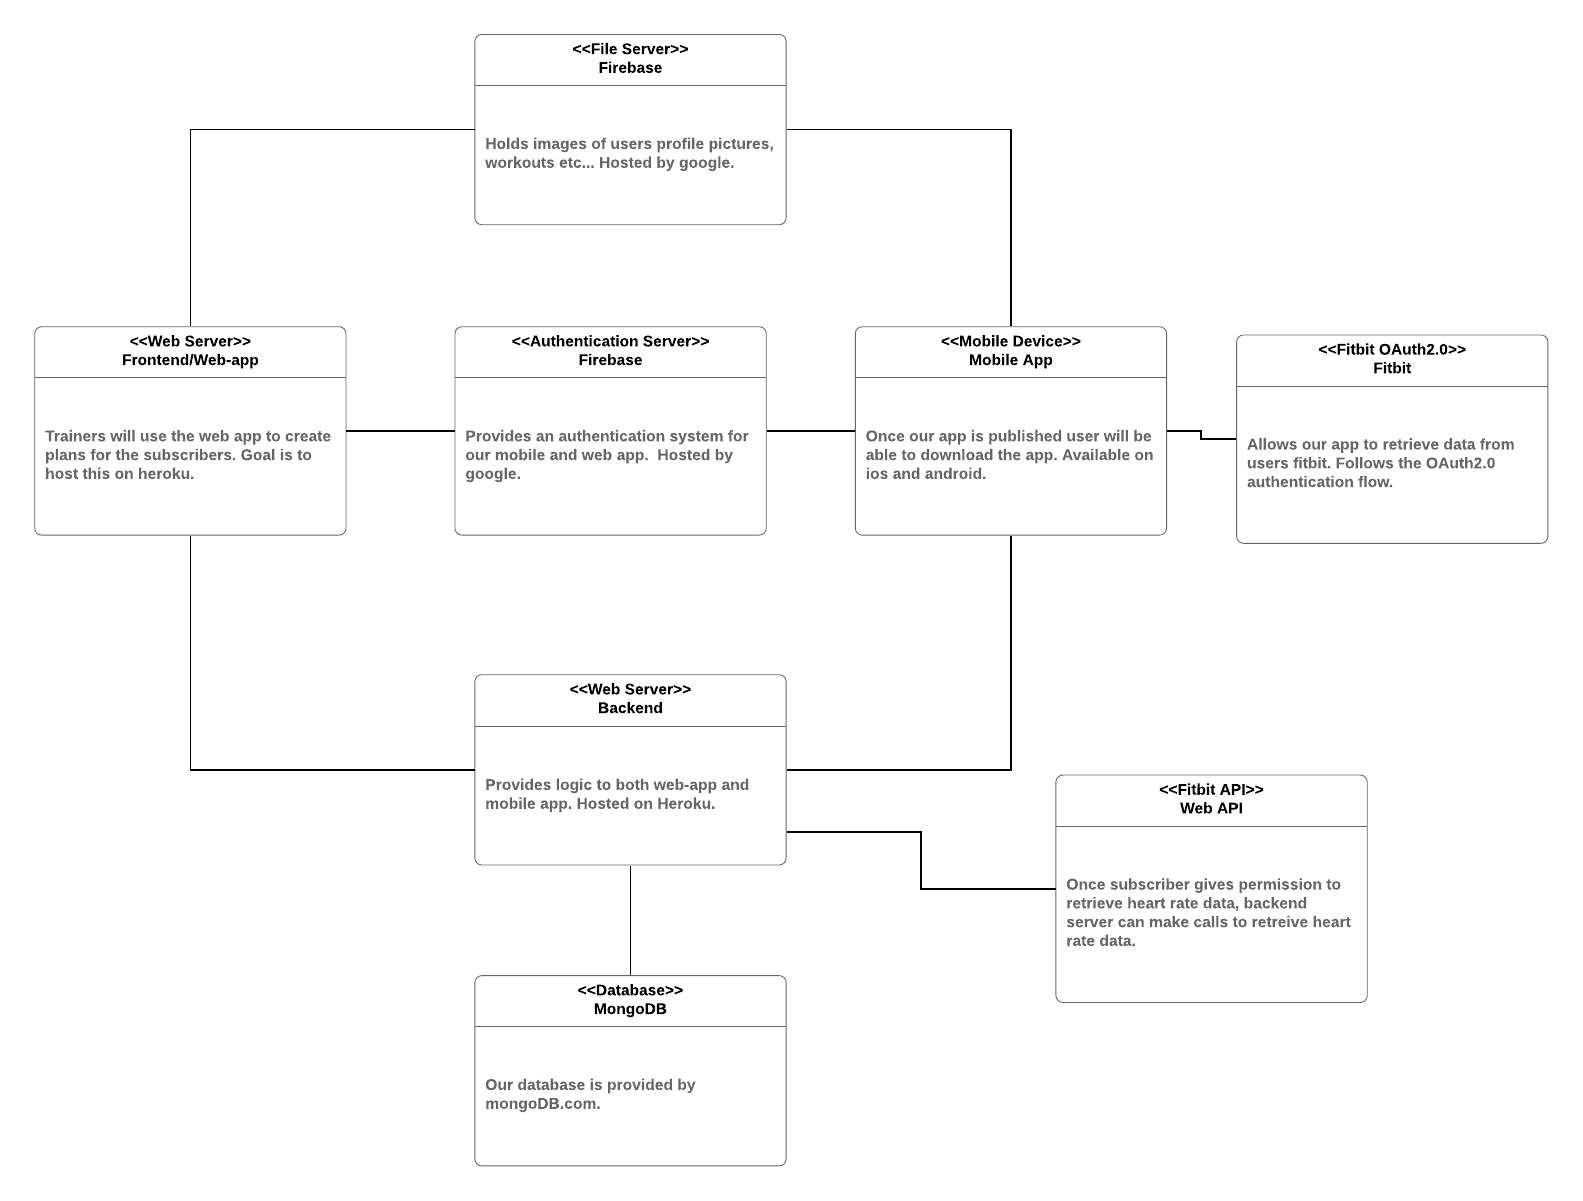 <<File Server>>
Firebase
Holds images of users profile pictures,
workouts etc... Hosted by google.
<<Web Server>>
Frontend/Web-app
Trainers will use the web app to create
plans for the subscribers. Goal is to
host this on heroku.
<<Authentication Server>>
Firebase
Provides an authentication system for
our mobile and web app.  Hosted by
google.
<<Mobile Device>>
Mobile App
Once our app is published user will be
able to download the app. Available on
ios and android.
<<Fitbit OAuth2.0>>
Fitbit
Allows our app to retrieve data from
users fitbit. Follows the OAuth2.0
authentication flow.
<<Web Server>>
Backend
Provides logic to both web-app and
mobile app. Hosted on Heroku.
<<Fitbit API>>
Web API
Once subscriber gives permission to
retrieve heart rate data, backend
server can make calls to retreive heart
rate data.
<<Database>>
MongoDB
Our database is provided by
mongoDB.com.